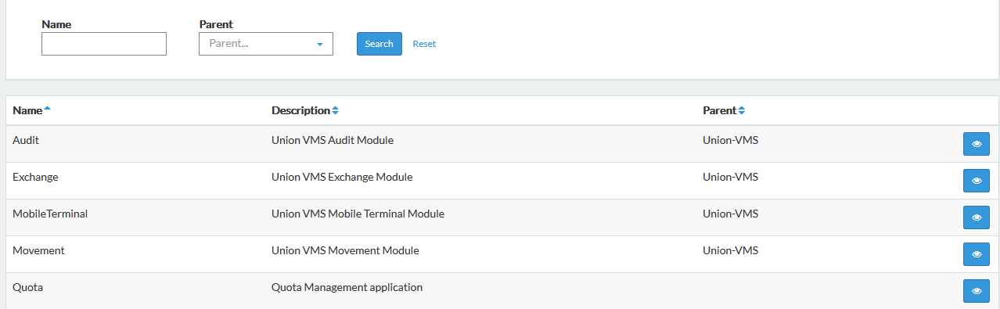 Name Parent
Parent... Search Reset
Name Description Parent
Audit Union VMS Audit Module Union-VMS
Exchange Union VMS Exchange Module Union-VMS
MobileTerminal Union VMS Mobile Terminal Module Union-VMS
Movement Union VMS Movement Module Union-VMS
Quota Quota Management application